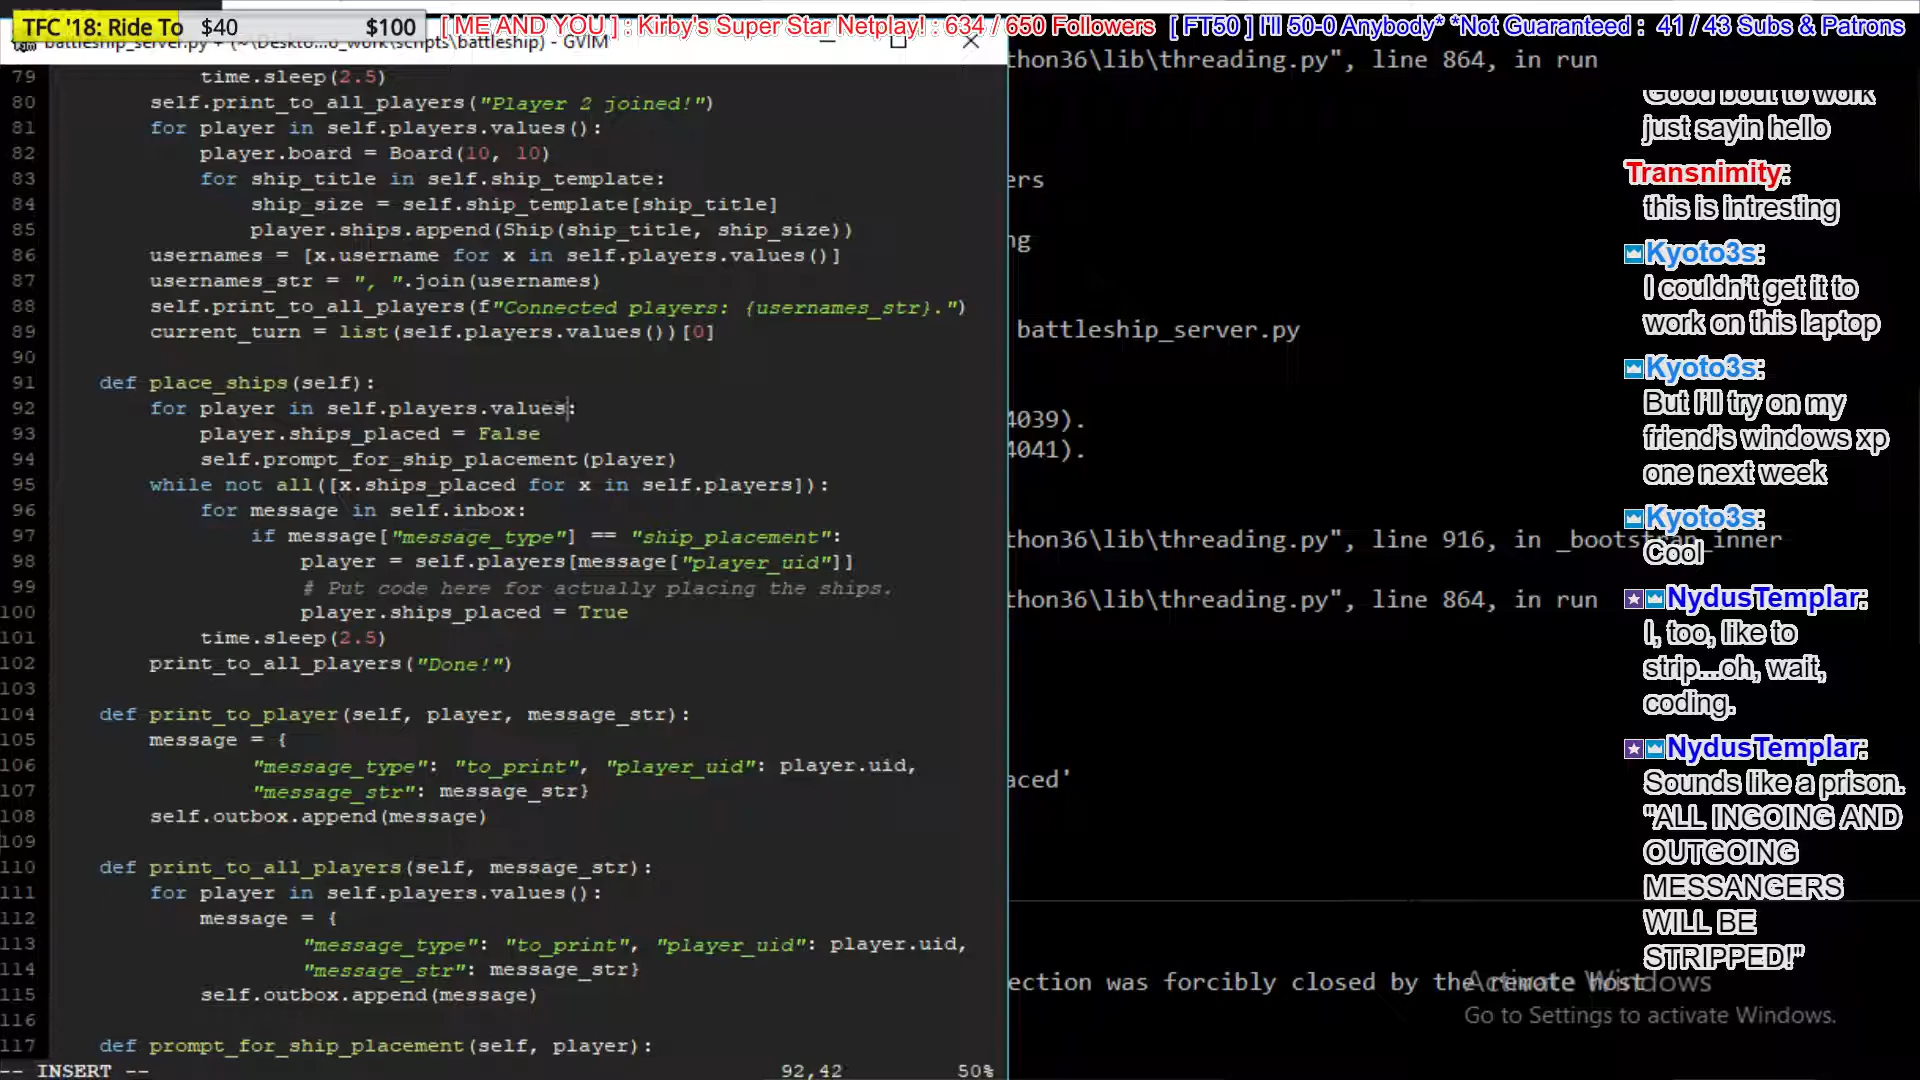 TFC '18: Ride To $40 $100
[ ME AND YOU ] : Kirby's Super Star Netplay! : 634 / 650 Followers [ FT50 ] I'll 50-0 Anybody* *Not Guaranteed : 41 / 43 Subs & Patrons
battleship_server.py + (~\Deskto...o_work\scripts\battleship) - GVIM
79 time.sleep(2.5)
80 self.print_to_all_players("Player 2 joined!")
81 for player in self.players.values():
82 player.board = Board(10, 10)
83 for ship_title in self.ship_template:
84 ship_size = self.ship_template[ship_title]
85 player.ships.append(Ship(ship_title, ship_size))
86 usernames = [x.username for x in self.players.values()]
87 usernames_str = ", ".join(usernames)
88 self.print_to_all_players(f"Connected players: {usernames_str}.")
89 current_turn = list(self.players.values())[0]
90
91 def place_ships(self):
92 for player in self.players.values:
93 player.ships_placed = False
94 self.prompt_for_ship_placement(player)
95 while not all([x.ships_placed for x in self.players]):
96 for message in self.inbox:
97 if message["message_type"] == "ship_placement":
98 player = self.players[message["player_uid"]]
99 # Put code here for actually placing the ships.
100 player.ships_placed = True
101 time.sleep(2.5)
102 print_to_all_players("Done!")
103
104 def print_to_player(self, player, message_str):
105 message = {
106 "message_type": "to_print", "player_uid": player.uid,
107 "message_str": message_str}
108 self.outbox.append(message)
109
110 def print_to_all_players(self, message_str):
111 for player in self.players.values():
112 message = {
113 "message_type": "to_print", "player_uid": player.uid,
114 "message_str": message_str}
115 self.outbox.append(message)
116
117 def prompt_for_ship_placement(self, player):
-- INSERT -- 92,42 50%
thon36\lib\threading.py", line 864, in run
ers
ng
battleship_server.py
4039).
4041).
thon36\lib\threading.py", line 916, in _bootstrap_inner
thon36\lib\threading.py", line 864, in run
aced'
ection was forcibly closed by the remote host
Good bout to work
just sayin hello
Transnimity:
this is intresting
Kyoto3s:
I couldn't get it to
work on this laptop
Kyoto3s:
But I'll try on my
friend's windows xp
one next week
Kyoto3s:
Cool
NydusTemplar:
I, too, like to
strip...oh, wait,
coding.
NydusTemplar:
Sounds like a prison.
"ALL INGOING AND
OUTGOING
MESSANGERS
WILL BE
STRIPPED!"
Activate Windows
Go to Settings to activate Windows.